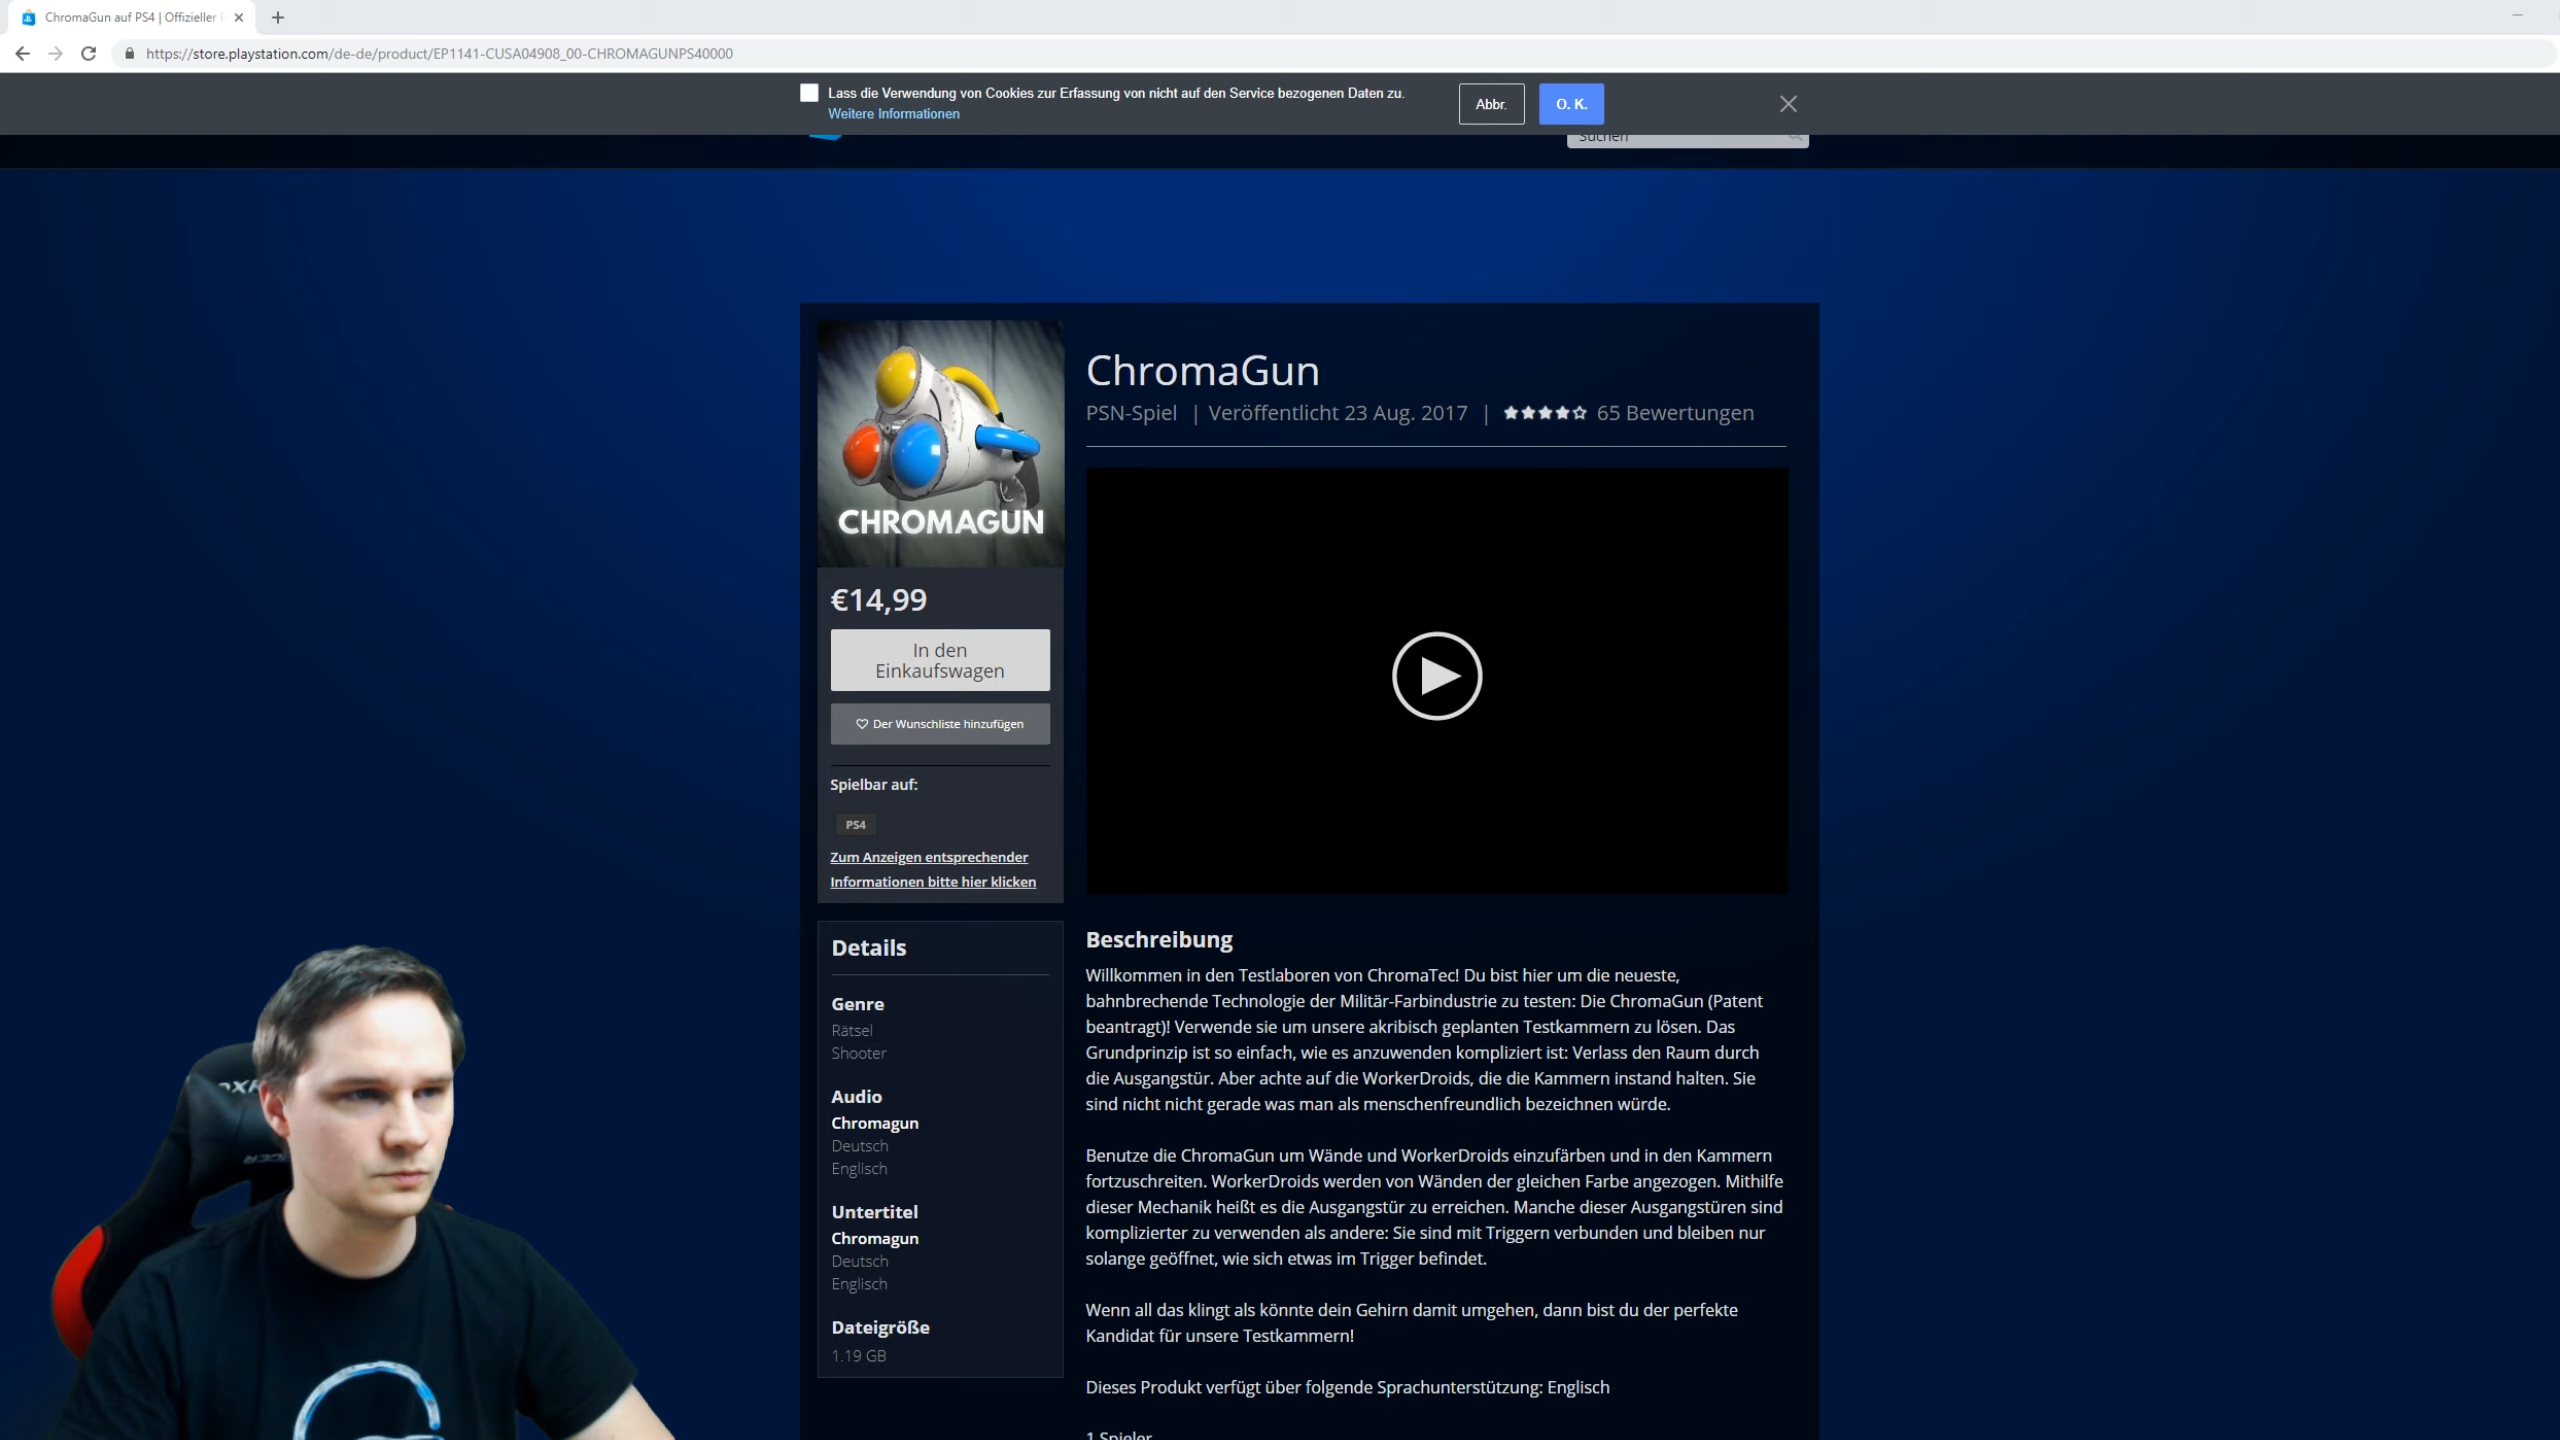 ChromaGun auf PS4 | Offizieller
https://store.playstation.com/de-de/product/EP1141-CUSA04908_00-CHROMAGUNPS40000
Lass die Verwendung von Cookies zur Erfassung von nicht auf den Service bezogenen Daten zu.
Weitere Informationen
Abbr.
O. K.
Suchen
CHROMAGUN
€14,99
In den
Einkaufswagen
Der Wunschliste hinzufügen
Spielbar auf:
PS4
Zum Anzeigen entsprechender
Informationen bitte hier klicken
Details
Genre
Rätsel
Shooter
Audio
Chromagun
Deutsch
Englisch
Untertitel
Chromagun
Deutsch
Englisch
Dateigröße
1.19 GB
ChromaGun
PSN-Spiel | Veröffentlicht 23 Aug. 2017 | 65 Bewertungen
Beschreibung
Willkommen in den Testlaboren von ChromaTec! Du bist hier um die neueste,
bahnbrechende Technologie der Militär-Farbindustrie zu testen: Die ChromaGun (Patent
beantragt)! Verwende sie um unsere akribisch geplanten Testkammern zu lösen. Das
Grundprinzip ist so einfach, wie es anzuwenden kompliziert ist: Verlass den Raum durch
die Ausgangstür. Aber achte auf die WorkerDroids, die die Kammern instand halten. Sie
sind nicht nicht gerade was man als menschenfreundlich bezeichnen würde.
Benutze die ChromaGun um Wände und WorkerDroids einzufärben und in den Kammern
fortzuschreiten. WorkerDroids werden von Wänden der gleichen Farbe angezogen. Mithilfe
dieser Mechanik heißt es die Ausgangstür zu erreichen. Manche dieser Ausgangstüren sind
komplizierter zu verwenden als andere: Sie sind mit Triggern verbunden und bleiben nur
solange geöffnet, wie sich etwas im Trigger befindet.
Wenn all das klingt als könnte dein Gehirn damit umgehen, dann bist du der perfekte
Kandidat für unsere Testkammern!
Dieses Produkt verfügt über folgende Sprachunterstützung: Englisch
1 Spieler